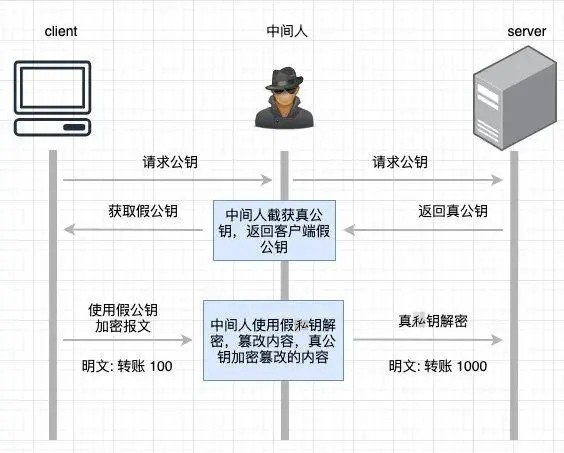 client
中间人
server
请求公钥
请求公钥
获取假公钥
中间人截获真公
钥，返回客户端假
公钥
返回真公钥
使用假公钥
加密报文
中间人使用假私钥解
密，篡改内容，真公
钥加密篡改的内容
真私钥解密
明文: 转账 100
明文: 转账 1000